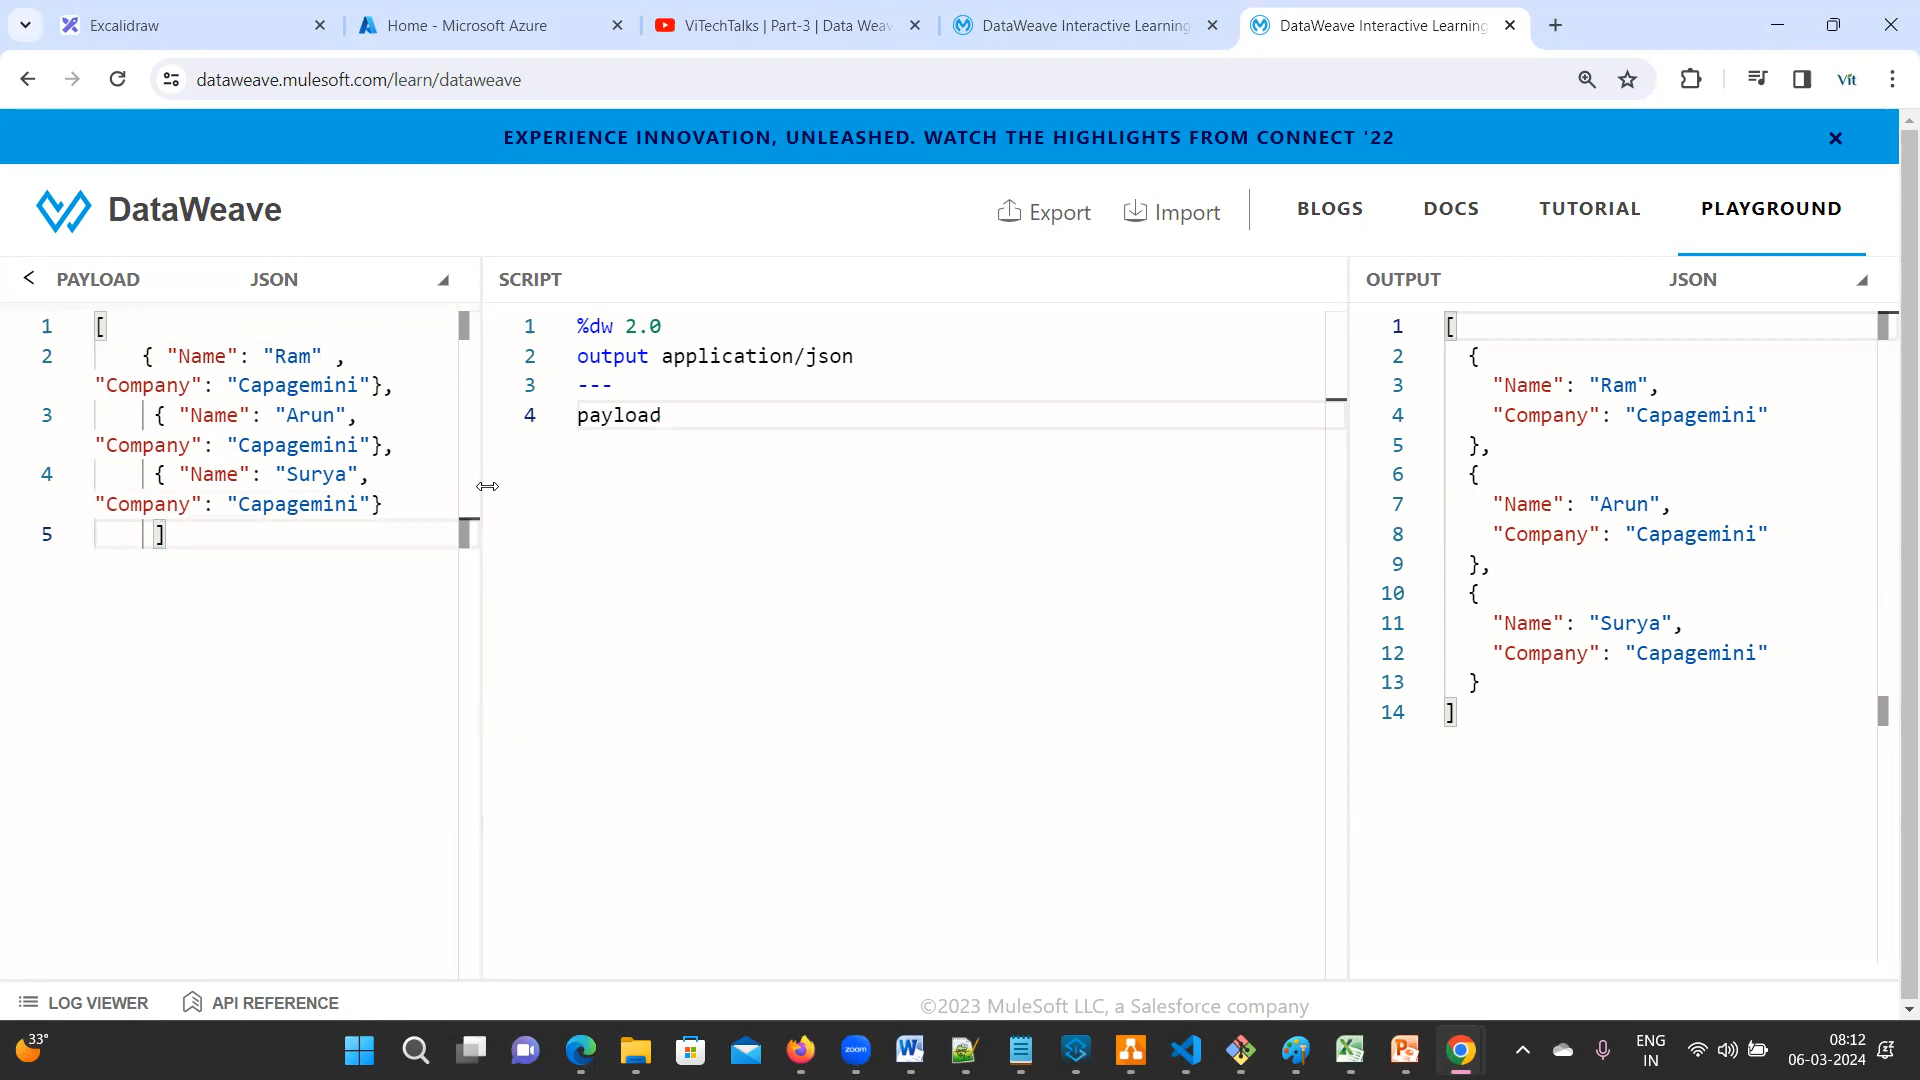 Excalidraw
Home - Microsoft Azure
ViTechTalks | Part-3 | Data Weav
DataWeave Interactive Learning
DataWeave Interactive Learning
dataweave.mulesoft.com/learn/dataweave
Vit
EXPERIENCE INNOVATION, UNLEASHED. WATCH THE HIGHLIGHTS FROM CONNECT '22
DataWeave
Export
Import
BLOGS
DOCS
TUTORIAL
PLAYGROUND
PAYLOAD
JSON
1 [
2 { "Name": "Ram" ,
"Company": "Capagemini"},
3 { "Name": "Arun",
"Company": "Capagemini"},
4 { "Name": "Surya",
"Company": "Capagemini"}
5 ]
SCRIPT
1 %dw 2.0
2 output application/json
3 ---
4 payload
OUTPUT
JSON
1 [
2 {
3 "Name": "Ram",
4 "Company": "Capagemini"
5 },
6 {
7 "Name": "Arun",
8 "Company": "Capagemini"
9 },
10 {
11 "Name": "Surya",
12 "Company": "Capagemini"
13 }
14 ]
LOG VIEWER
API REFERENCE
©2023 MuleSoft LLC, a Salesforce company
33°
zoom
ENG
IN
08:12
06-03-2024